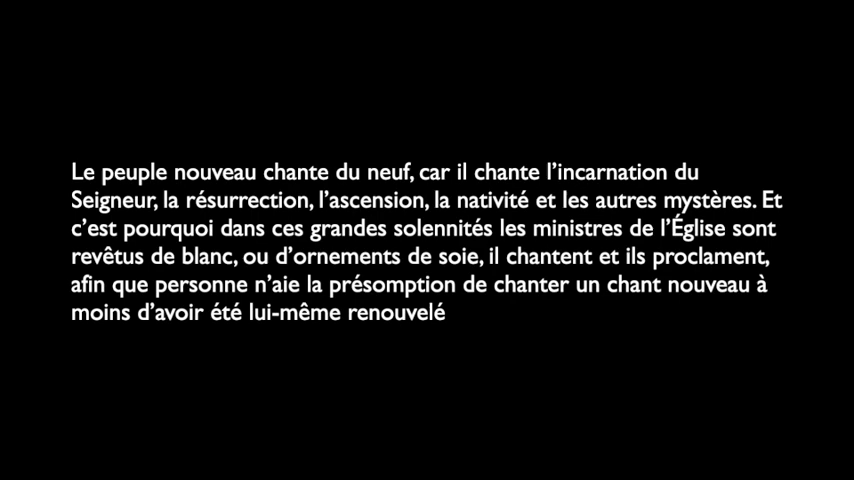 Le peuple nouveau chante du neuf, car il chante l’incarnation du
Seigneur, la résurrection, l’ascension, la nativité et les autres mystères. Et
c’est pourquoi dans ces grandes solennités les ministres de l’Église sont
revêtus de blanc, ou d’ornements de soie, il chantent et ils proclament,
afin que personne n’aie la présomption de chanter un chant nouveau à
moins d’avoir été lui-même renouvelé